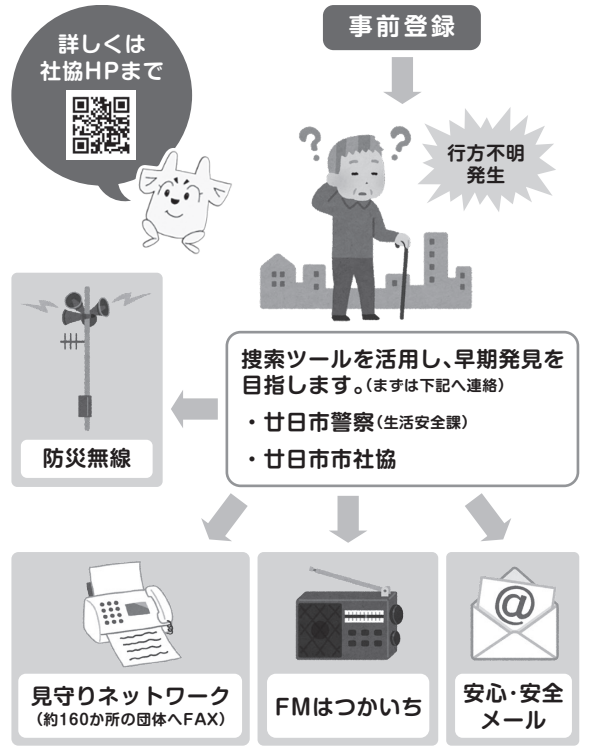 詳しくは
社協HPまで
事前登録
行方不明
発生
捜索ツールを活用し、早期発見を
目指します。(まずは下記へ連絡)
・廿日市警察(生活安全課)
・廿日市市社協
防災無線
見守りネットワーク
(約160か所の団体へFAX)
FMはつかいち
安心・安全
メール